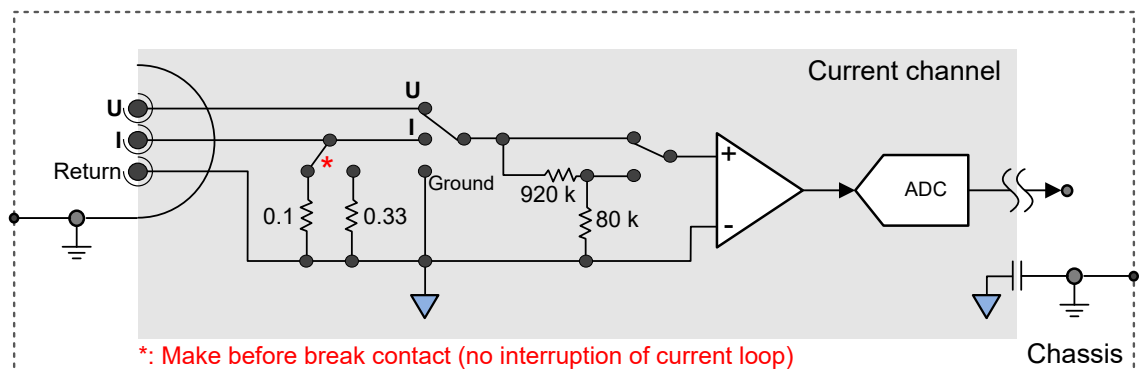 Current channel
U
U
I
I
*
Return
Ground
920 k
0.1
0.33
80 k
+
-
ADC
*: Make before break contact (no interruption of current loop)
Chassis